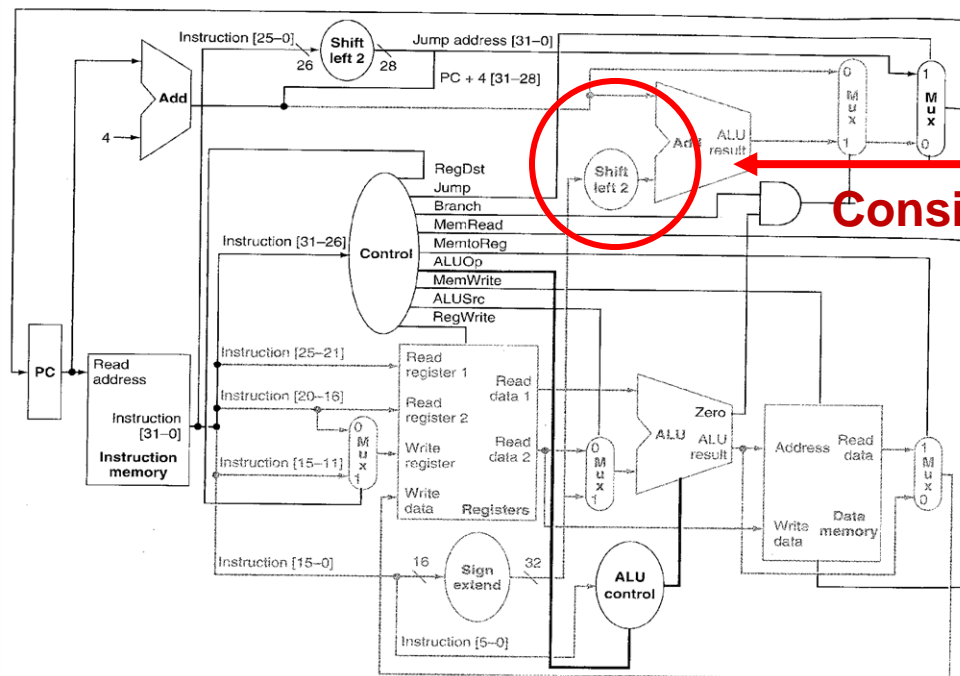 Instruction [25–0]
Shift
left 2
26
28
Jump address [31–0]
PC + 4 [31–28]
Add
4
0
M
u
x
1
1
M
u
x
0
Add
ALU
result
Shift
left 2
RegDst
Jump
Branch
MemRead
MemtoReg
ALUOp
MemWrite
ALUSrc
RegWrite
Consi
Instruction [31–26]
Control
PC
Read
address
Instruction
[31–0]
Instruction
memory
Instruction [25–21]
Instruction [20–16]
Instruction [15–11]
0
M
u
x
1
Read
register 1
Read
register 2
Write
register
Write
data
Read
data 1
Read
data 2
Registers
0
M
u
x
1
Zero
ALU
ALU
result
Address
Read
data
Write
data
Data
memory
1
M
u
x
0
Instruction [15–0]
16
Sign
extend
32
ALU
control
Instruction [5–0]